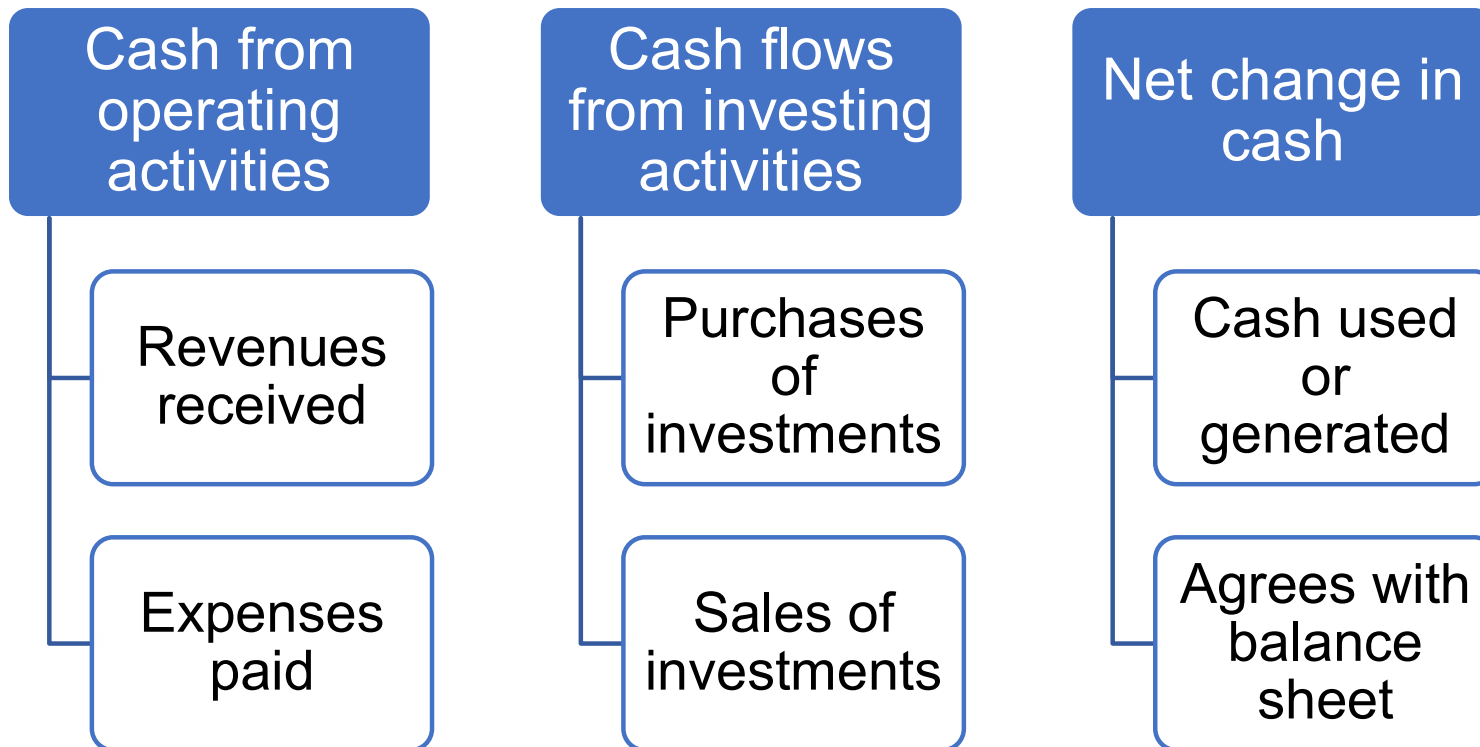 Cash from
operating
activities
Revenues
received
Expenses
paid
Cash flows
from investing
activities
Purchases
of
investments
Sales of
investments
Net change in
cash
Cash used
or
generated
Agrees with
balance
sheet